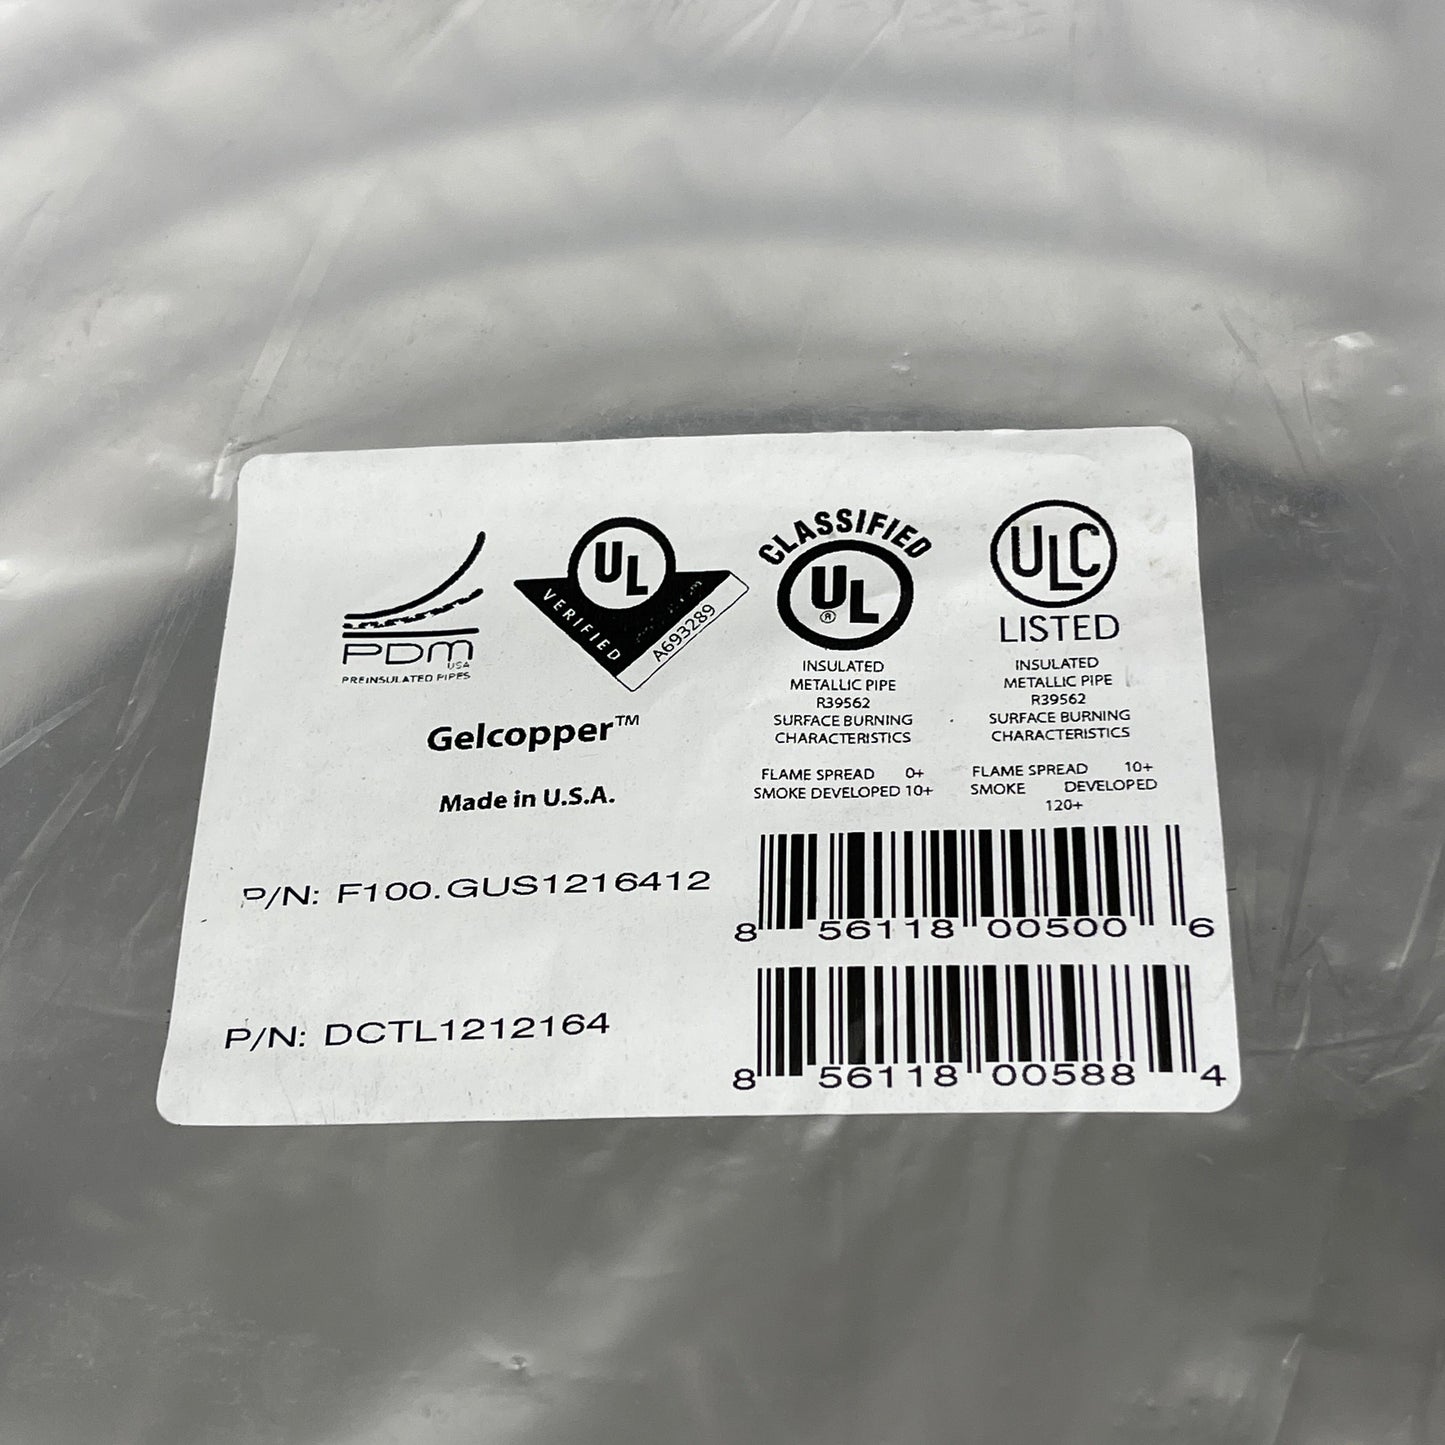 PDM
USA
PREINSULATED PIPES
UL
VERIFIED
A693289
Gelcopper™
Made in U.S.A.
CLASSIFIED
UL®
INSULATED
METALLIC PIPE
R39562
SURFACE BURNING
CHARACTERISTICS
FLAME SPREAD 0+
SMOKE DEVELOPED 10+
ULC
LISTED
INSULATED
METALLIC PIPE
R39562
SURFACE BURNING
CHARACTERISTICS
FLAME SPREAD 10+
SMOKE DEVELOPED
120+
P/N: F100.GUS1216412
8 56118 00500 6
P/N: DCTL1212164
8 56118 00588 4